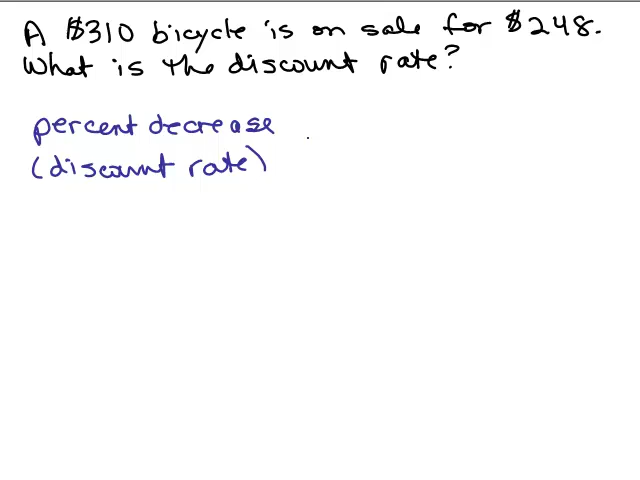 A $310 bicycle is on sale for $248.
What is the discount rate?
percent decrease
(discount rate)